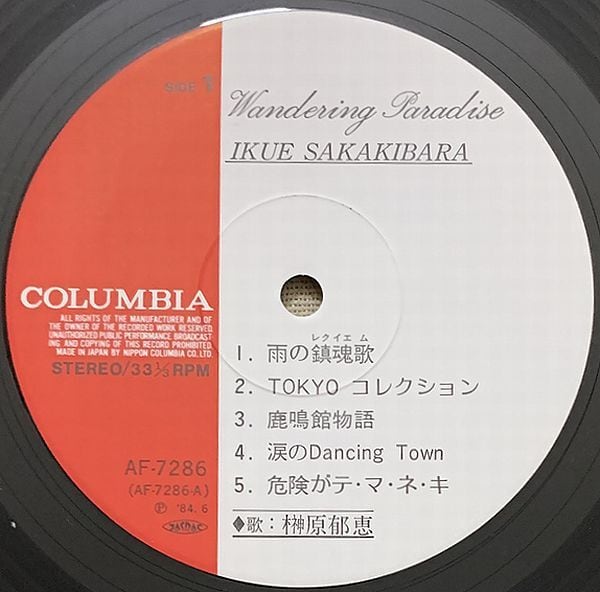 SIDE
Wandering Paradise
IKUE SAKAKIBARA
COLUMBIA
ALL RIGHTS OF THE MANUFACTURER AND OF
THE OWNER OF THE RECORDED WORK RESERVED
UNAUTHORIZED PUBLIC PERFORMANCE BROADCAST
ING AND COPYING OF THIS RECORD PROHIBITED.
MADE IN JAPAN BY NIPPON COLUMBIA CO. LTD.
STEREO/33 1/3 RPM
レクイエム
1. 雨の鎮魂歌
2. TOKYO コレクション
3. 鹿鳴館物語
4. 涙のDancing Town
5. 危険がテ・マ・ネ・キ
◆歌：榊原郁恵
AF-7286
(AF-7286-A)
Ⓟ '84. 6
JASRAC